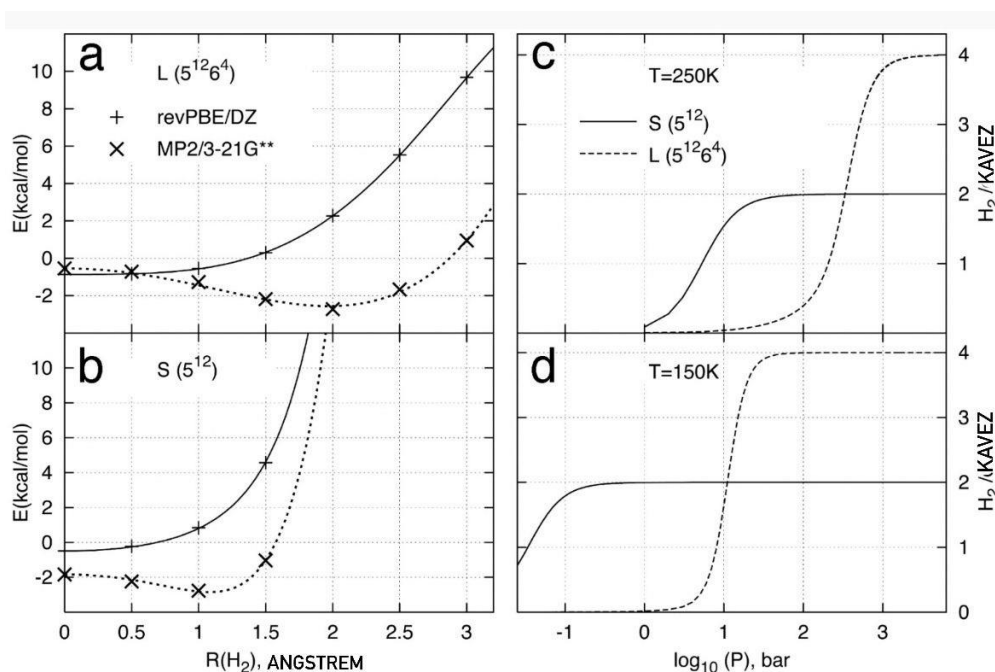 a
L (5¹²6⁴)
+ revPBE/DZ
× MP2/3-21G**
E(kcal/mol)
10
8
6
4
2
0
-2
b
S (5¹²)
E(kcal/mol)
10
8
6
4
2
0
-2
0 0.5 1 1.5 2 2.5 3
R(H₂), ANGSTREM
c
T=250K
S (5¹²)
L (5¹²6⁴)
4
3
2
1
H₂ / KAVEZ
d
T=150K
4
3
2
1
0
H₂ / KAVEZ
-1 0 1 2 3
log₁₀ (P), bar